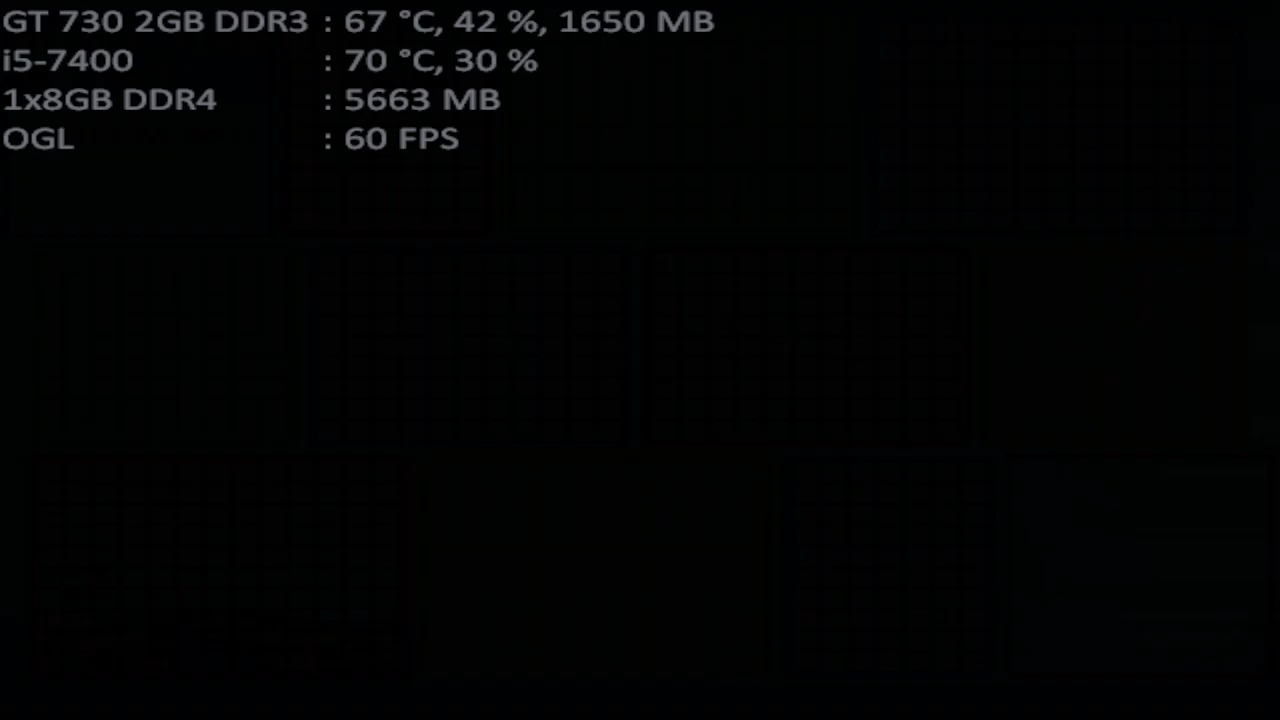 GT 730 2GB DDR3 : 67 °C, 42 %, 1650 MB
i5-7400 : 70 °C, 30 %
1x8GB DDR4 : 5663 MB
OGL : 60 FPS